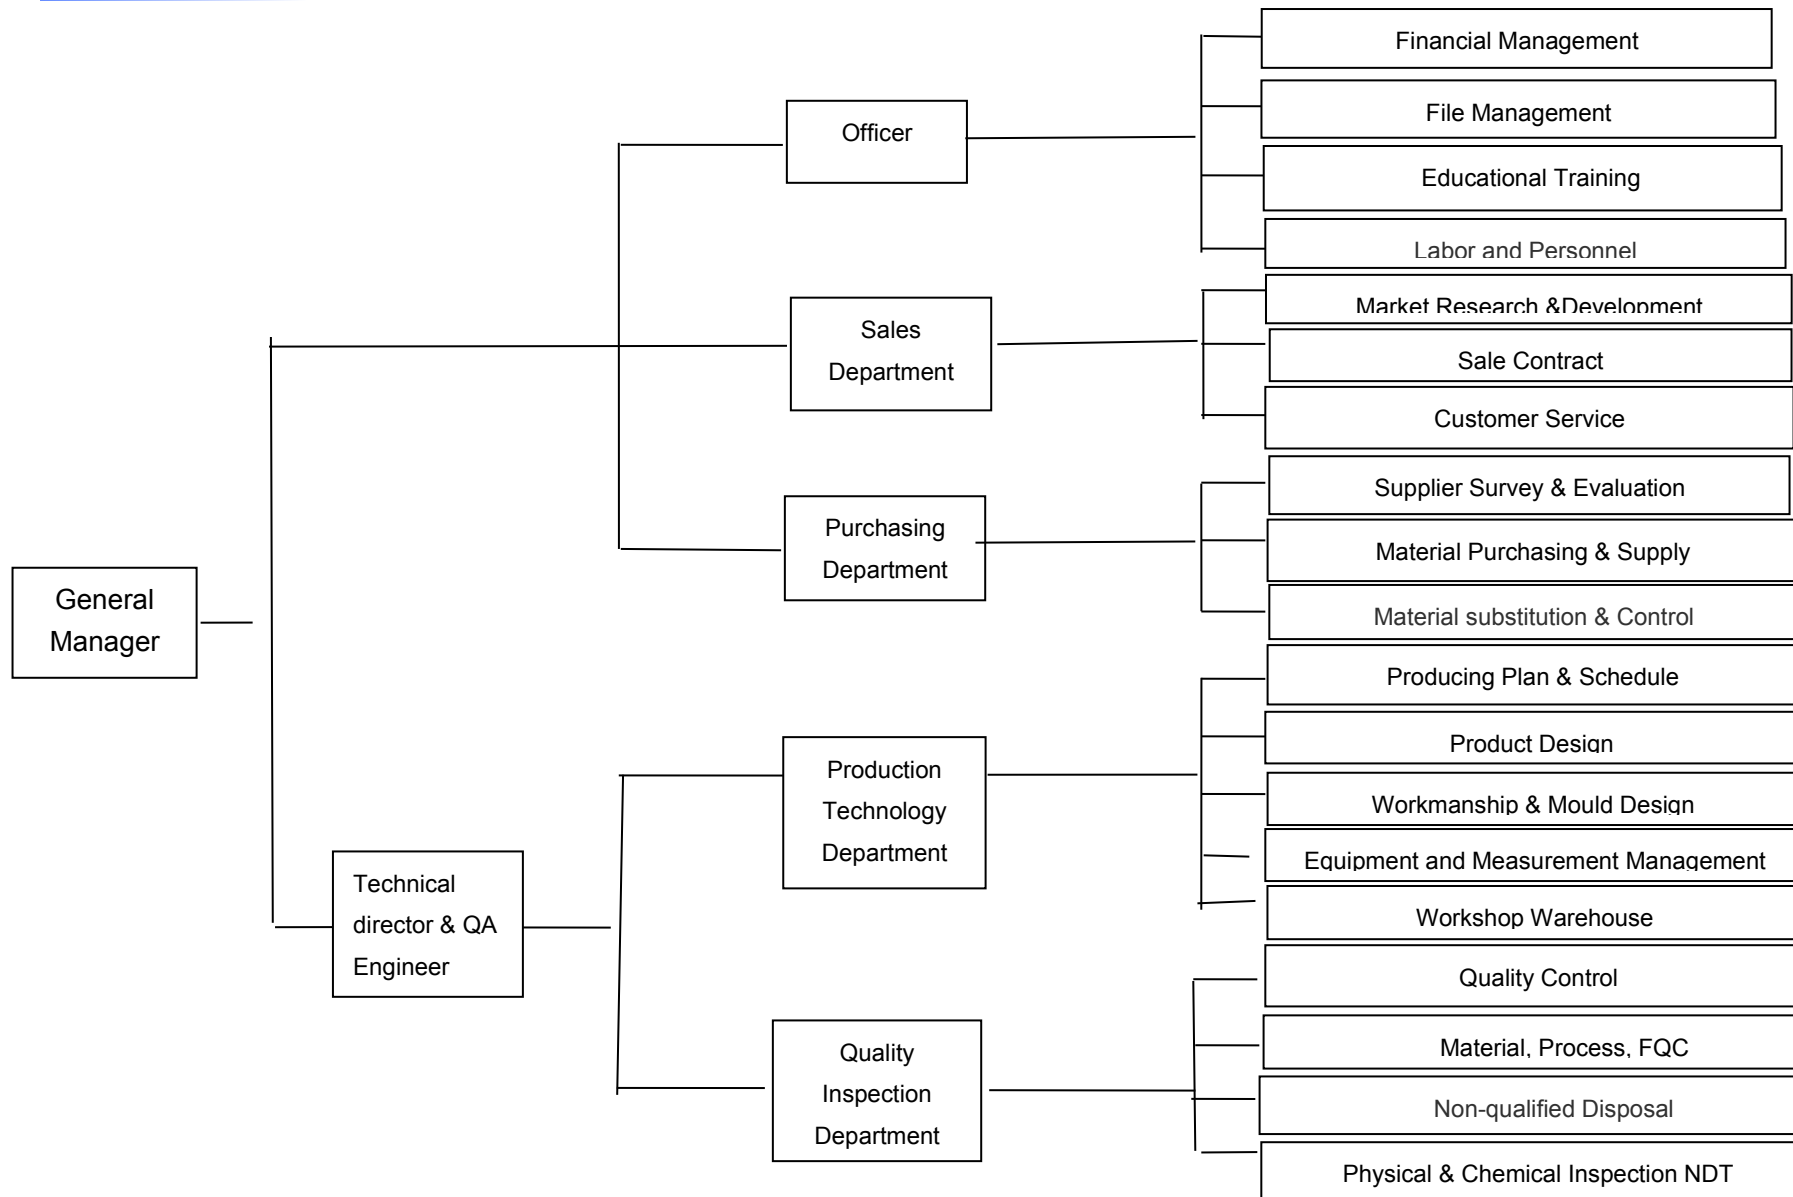 Financial Management
File Management
Officer
Educational Training
Labor and Personnel
Market Research &Development
Sales
Department
Sale Contract
Customer Service
Supplier Survey & Evaluation
Purchasing
Department
Material Purchasing & Supply
General
Manager
Material substitution & Control
Producing Plan & Schedule
Product Design
Production
Technology
Department
Workmanship & Mould Design
Equipment and Measurement Management
Technical
director & QA
Engineer
Workshop Warehouse
Quality Control
Material, Process, FQC
Quality
Inspection
Department
Non-qualified Disposal
Physical & Chemical Inspection NDT